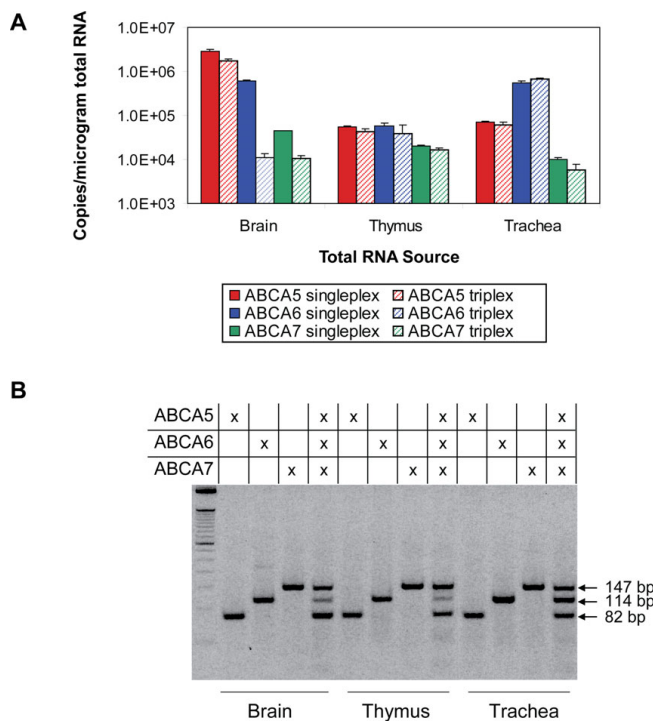 A
Copies/microgram total RNA
1.0E+07
1.0E+06
1.0E+05
1.0E+04
1.0E+03
Brain Thymus Trachea
Total RNA Source
ABCA5 singleplex ABCA5 triplex
ABCA6 singleplex ABCA6 triplex
ABCA7 singleplex ABCA7 triplex
B
ABCA5 x x x x x x
ABCA6 x x x x x x
ABCA7 x x x x x x
147 bp
114 bp
82 bp
Brain Thymus Trachea